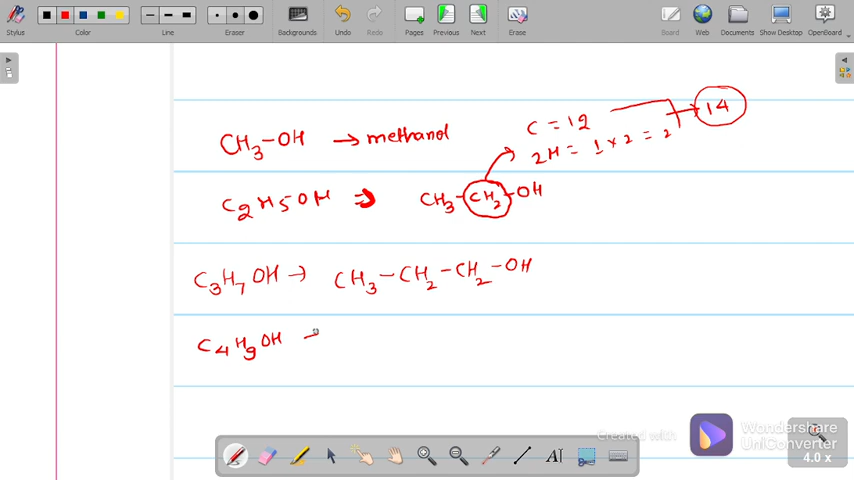 Stylus Color Line Eraser Backgrounds Undo Redo Pages Previous Next Erase Board Web Documents Show Desktop OpenBoard
C = 12
14
CH3-OH → methanol
2H = 1 × 2 = 2
C2H5OH ⇒ CH3-CH2-OH
C3H7OH → CH3-CH2-CH2-OH
C4H9OH →
Created with Wondershare UniConverter
4.0 x